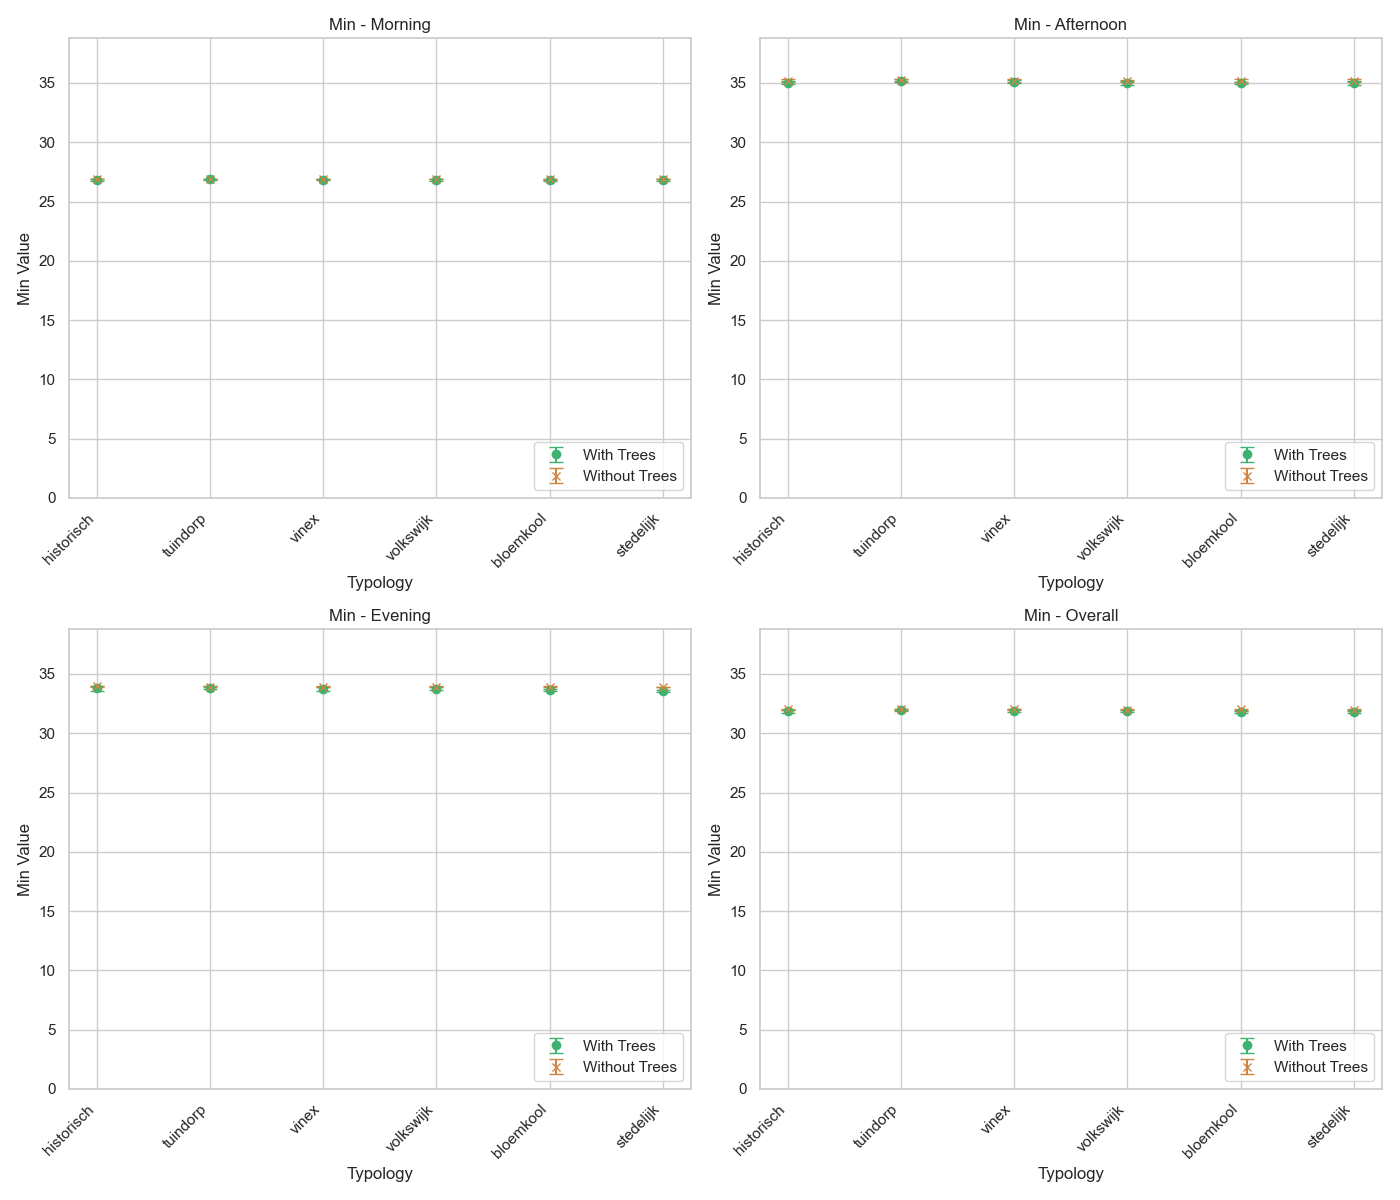 Min - Morning
Min Value
35
30
25
20
15
10
5
0
With Trees
Without Trees
historisch
tuindorp
vinex
volkswijk
bloemkool
stedelijk
Typology
Min - Afternoon
Min Value
35
30
25
20
15
10
5
0
With Trees
Without Trees
historisch
tuindorp
vinex
volkswijk
bloemkool
stedelijk
Typology
Min - Evening
Min Value
35
30
25
20
15
10
5
0
With Trees
Without Trees
historisch
tuindorp
vinex
volkswijk
bloemkool
stedelijk
Typology
Min - Overall
Min Value
35
30
25
20
15
10
5
0
With Trees
Without Trees
historisch
tuindorp
vinex
volkswijk
bloemkool
stedelijk
Typology